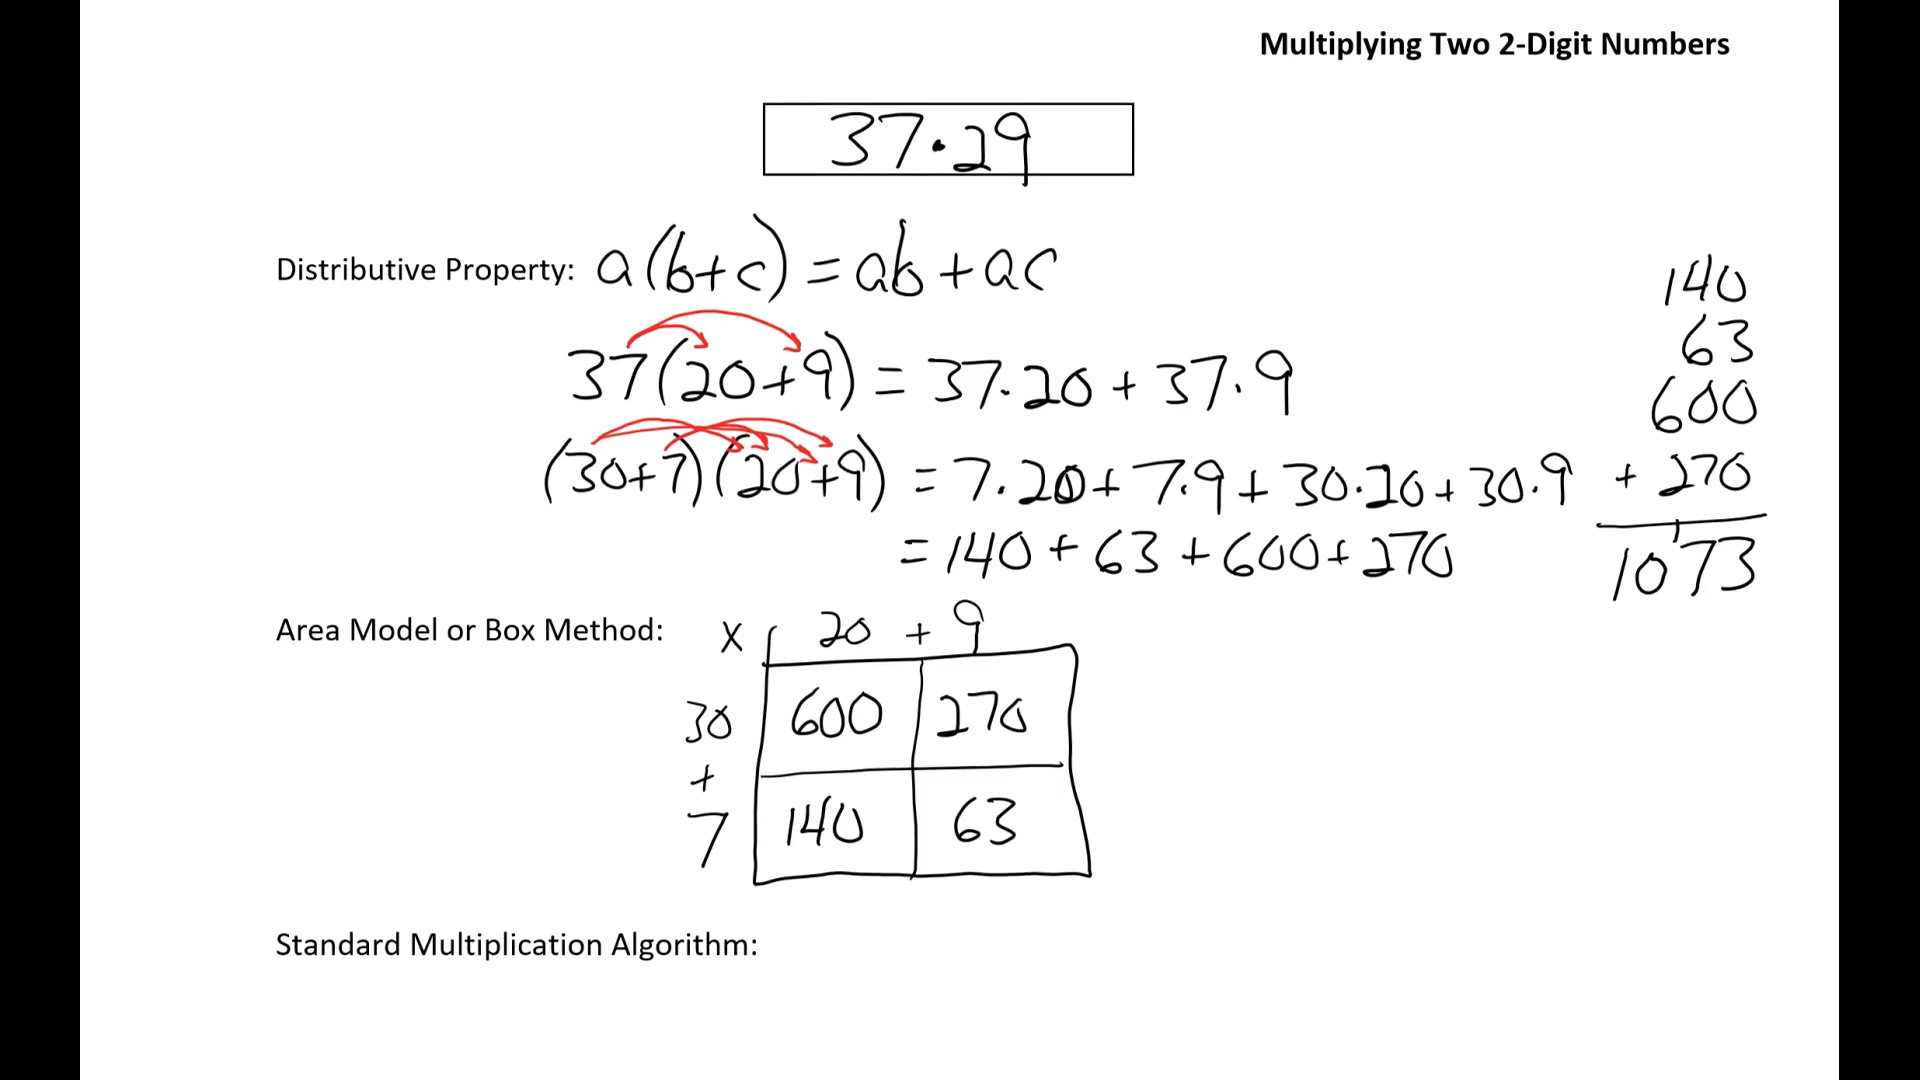 Multiplying Two 2-Digit Numbers
37·29
Distributive Property: a(b+c)=ab+ac
37(20+9) = 37·20 + 37·9
(30+7)(20+9) = 7·20 + 7·9 + 30·20 + 30·9
= 140 + 63 + 600 + 270
140
63
600
+ 270
1
1073
Area Model or Box Method:
x 20 + 9
30 600 270
+
7 140 63
Standard Multiplication Algorithm: